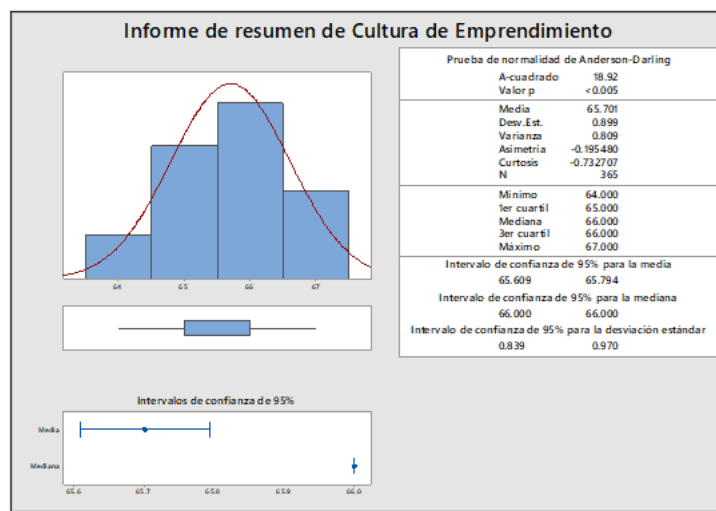 Informe de resumen de Cultura de Emprendimiento
64 65 66 67
Intervalos de confianza de 95%
Media
Mediana
65.6 65.7 65.8 65.9 66.0
Prueba de normalidad de Anderson-Darling
A-cuadrado 18.92
Valor p <0.005
Media 65.701
Desv.Est. 0.899
Varianza 0.809
Asimetría -0.195480
Curtosis -0.732707
N 365
Mínimo 64.000
1er cuartil 65.000
Mediana 66.000
3er cuartil 66.000
Máximo 67.000
Intervalo de confianza de 95% para la media
65.609 65.794
Intervalo de confianza de 95% para la mediana
66.000 66.000
Intervalo de confianza de 95% para la desviación estándar
0.839 0.970